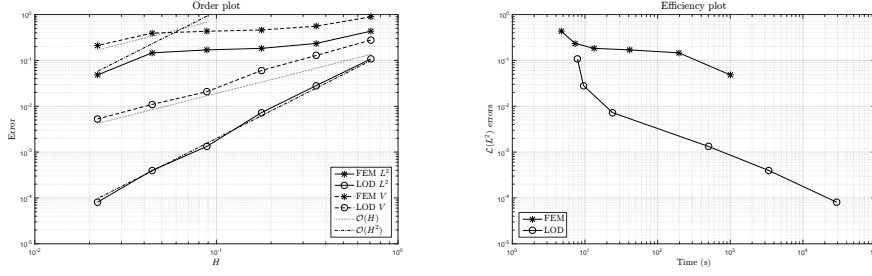 Order plot
Error
10^0
10^-1
10^-2
10^-3
10^-4
10^-5
10^-2
10^-1
10^0
H
FEM L^2
LOD L^2
FEM V
LOD V
O(H)
O(H^2)
Efficiency plot
L(L^2) errors
10^0
10^-1
10^-2
10^-3
10^-4
10^-5
10^0
10^1
10^2
10^3
10^4
10^5
Time (s)
FEM
LOD